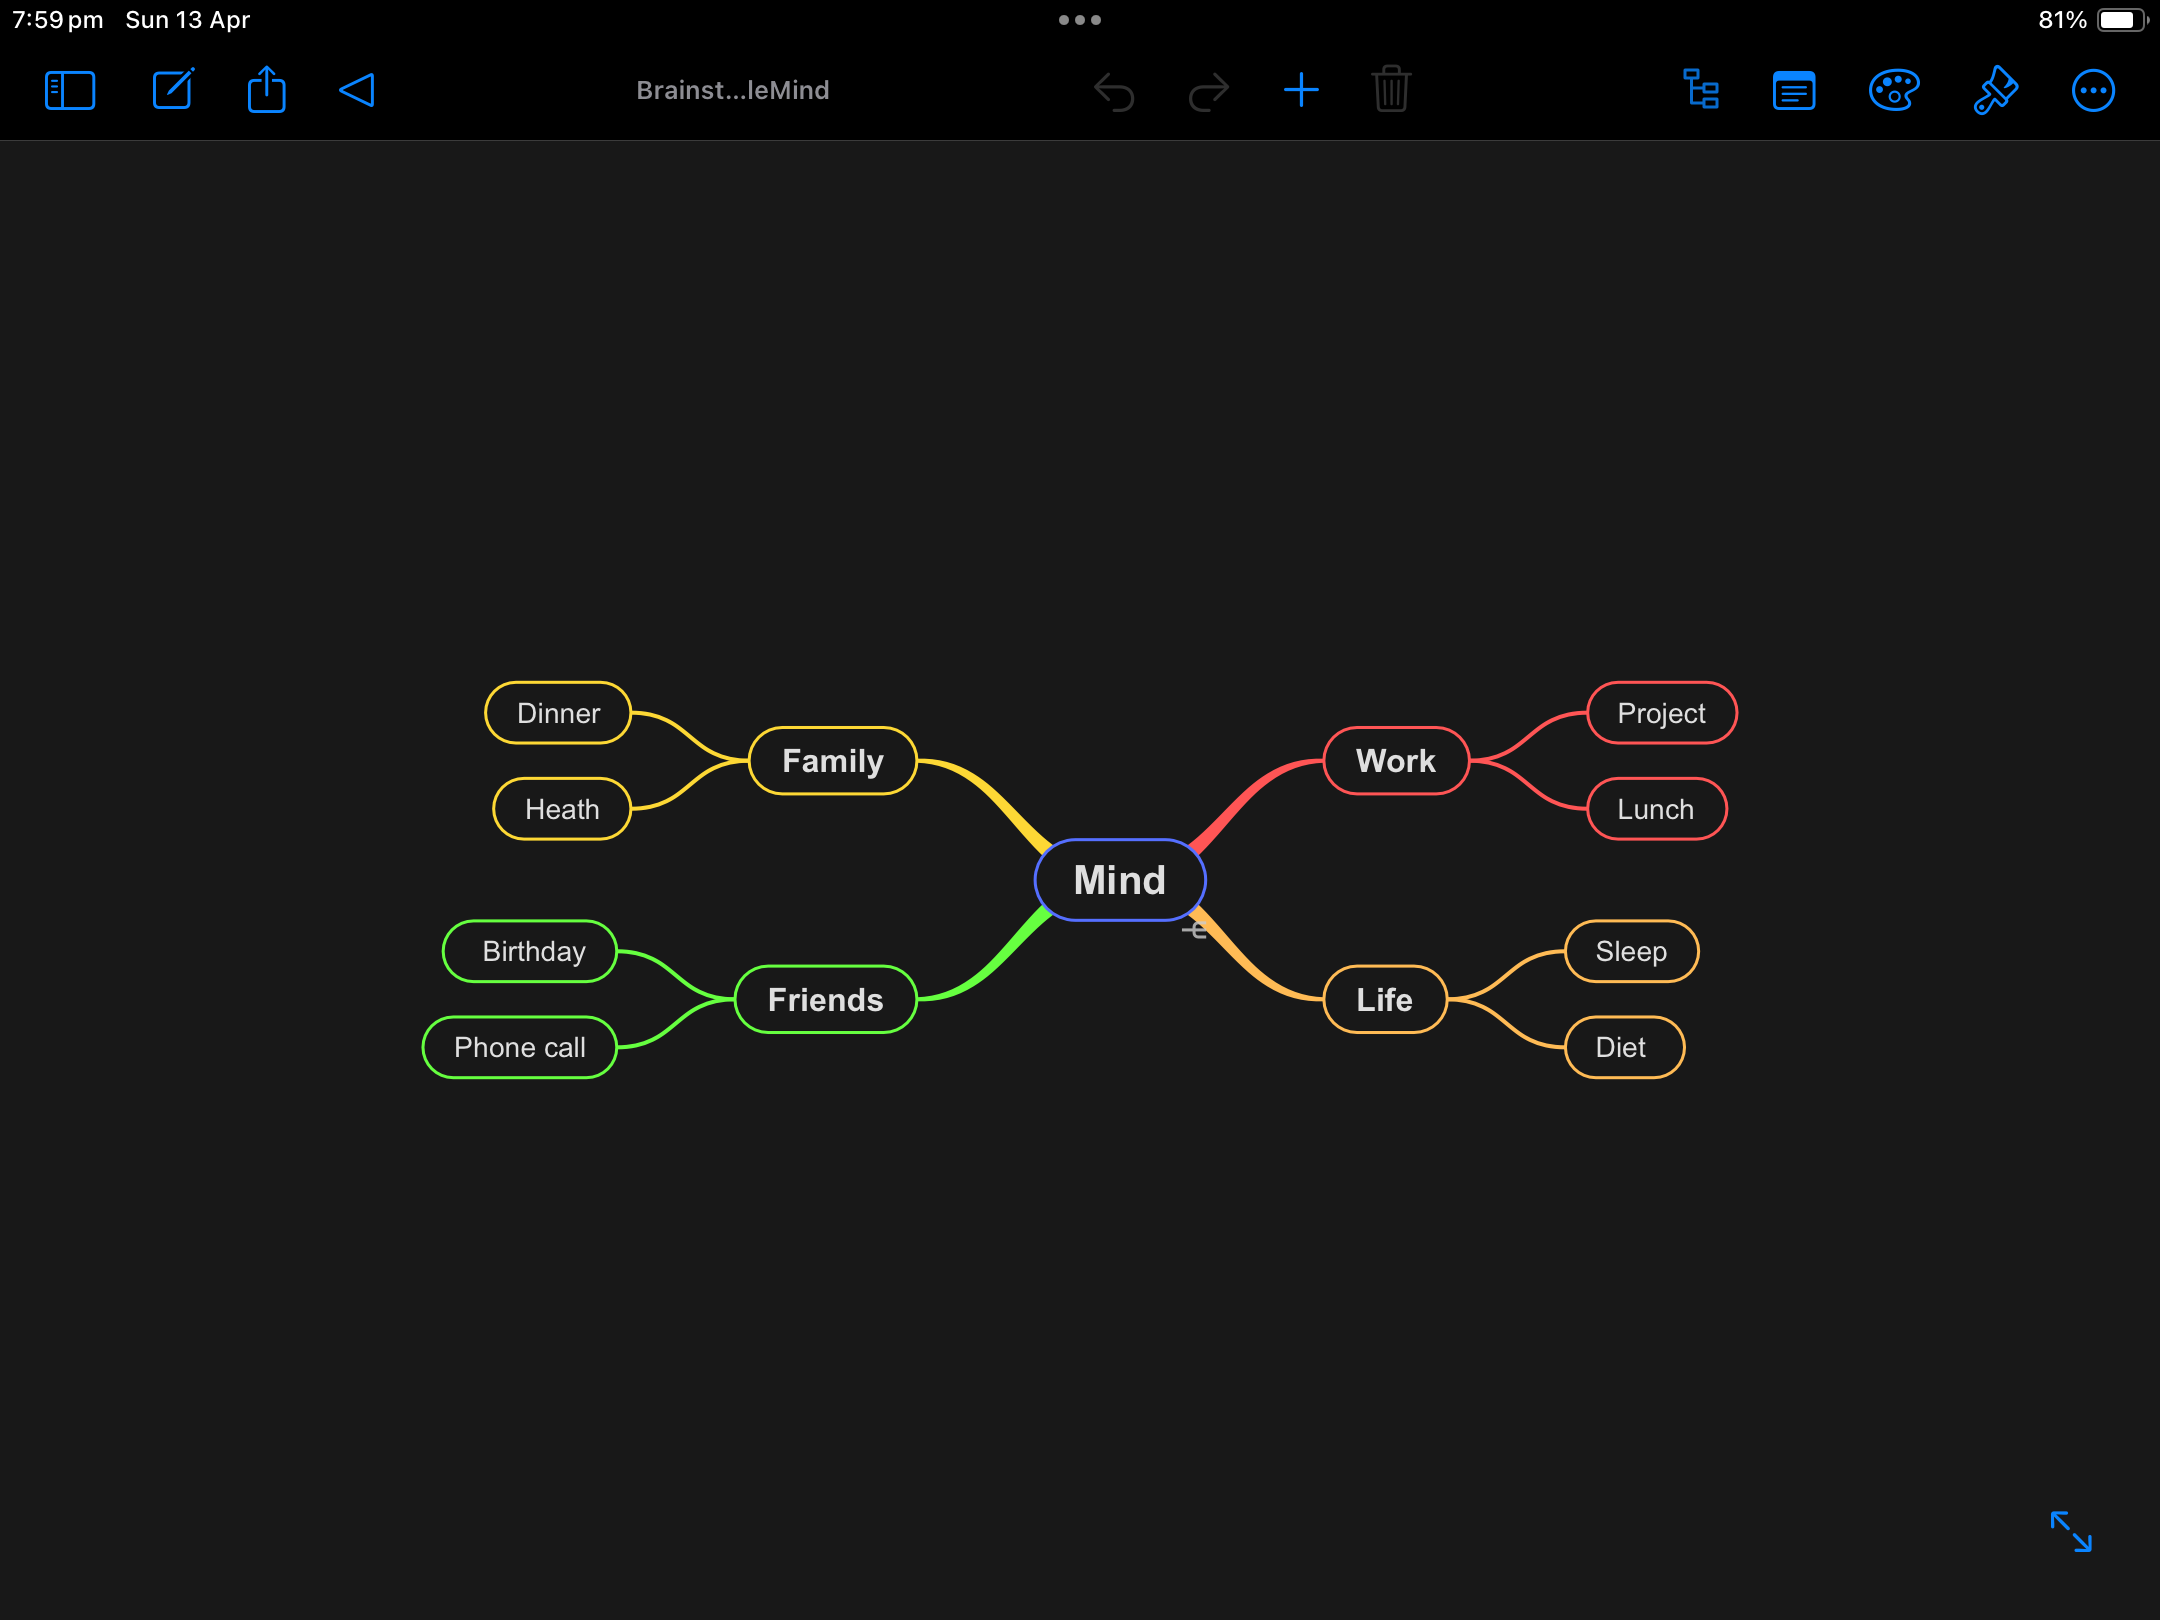 7:59 pm Sun 13 Apr
81%
Brainst...leMind
Dinner
Heath
Family
Birthday
Phone call
Friends
Mind
Work
Project
Lunch
Life
Sleep
Diet